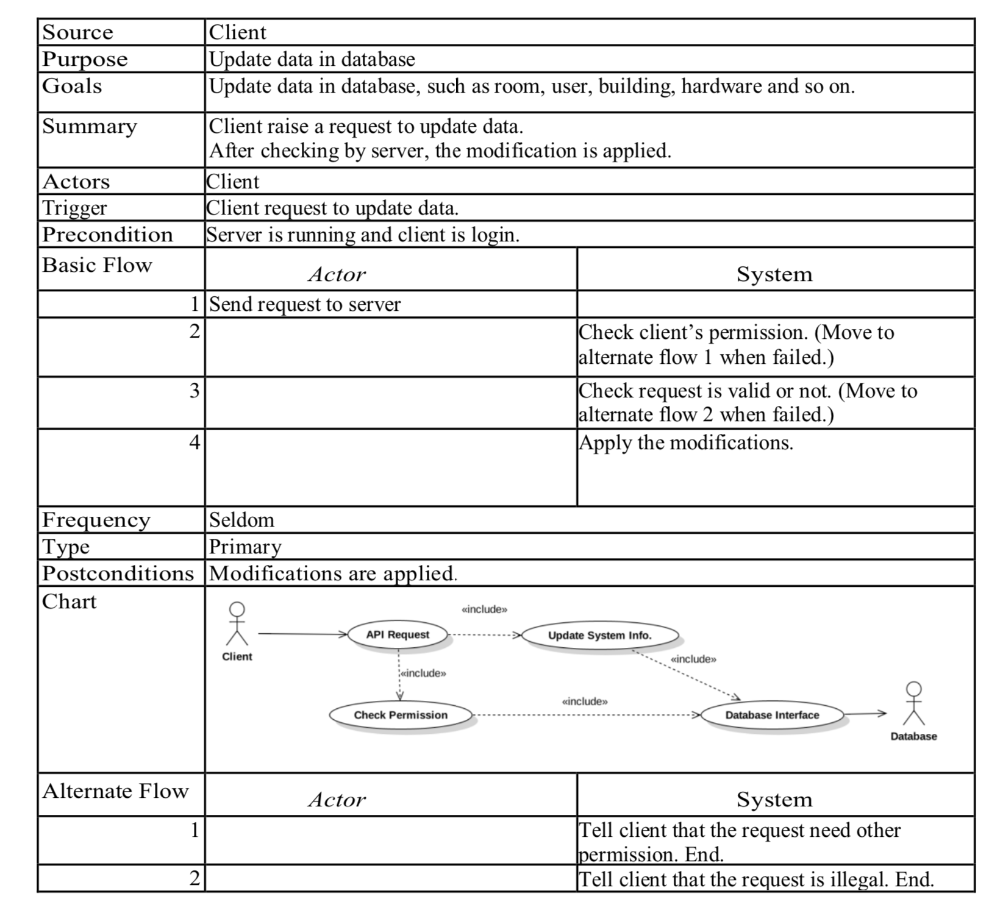 Source Client
Purpose Update data in database
Goals Update data in database, such as room, user, building, hardware and so on.
Summary Client raise a request to update data.
After checking by server, the modification is applied.
Actors Client
Trigger Client request to update data.
Precondition Server is running and client is login.
Basic Flow Actor System
1 Send request to server
2 Check client’s permission. (Move to
alternate flow 1 when failed.)
3 Check request is valid or not. (Move to
alternate flow 2 when failed.)
4 Apply the modifications.
Frequency Seldom
Type Primary
Postconditions Modifications are applied.
Chart
«include»
API Request Update System Info.
Client
«include»
«include»
«include»
Check Permission Database Interface
Database
Alternate Flow Actor System
1 Tell client that the request need other
permission. End.
2 Tell client that the request is illegal. End.